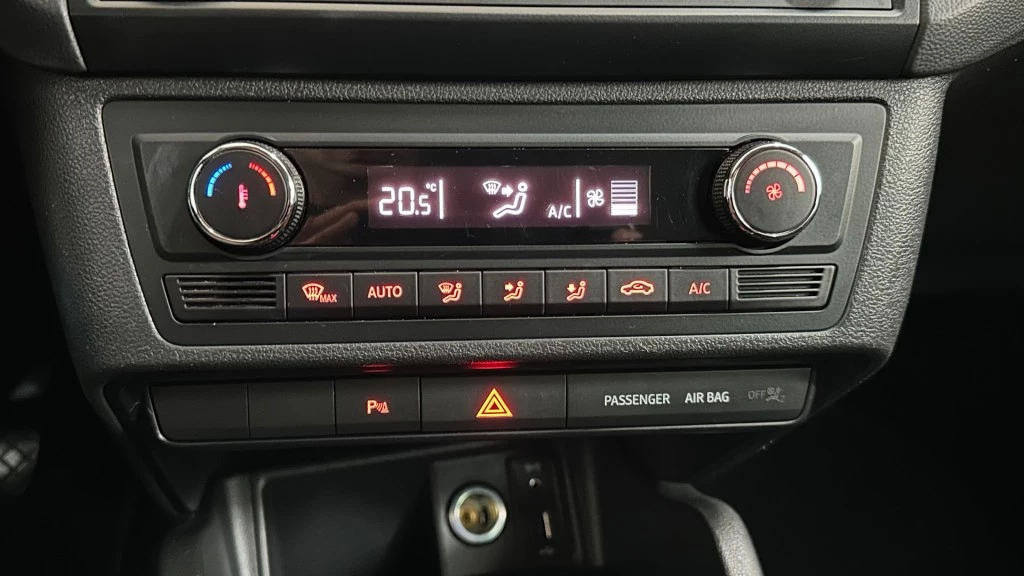 20.5 °C
A/C
MAX
AUTO
A/C
P
PASSENGER AIR BAG OFF